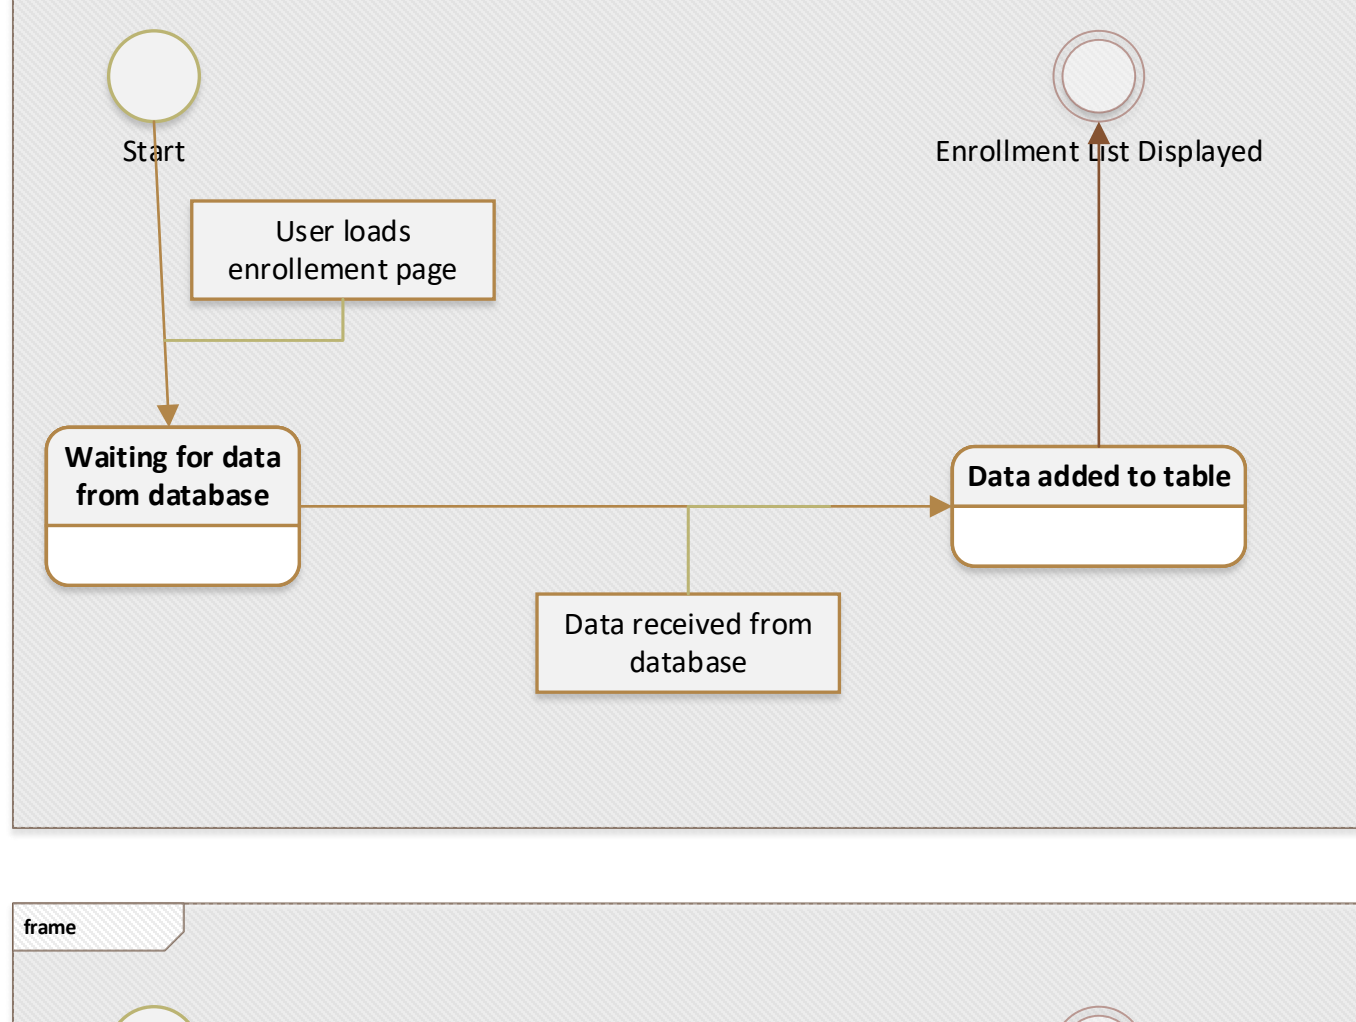 Start
Enrollment List Displayed
User loads
enrollement page
Waiting for data
from database
Data added to table
Data received from
database
frame